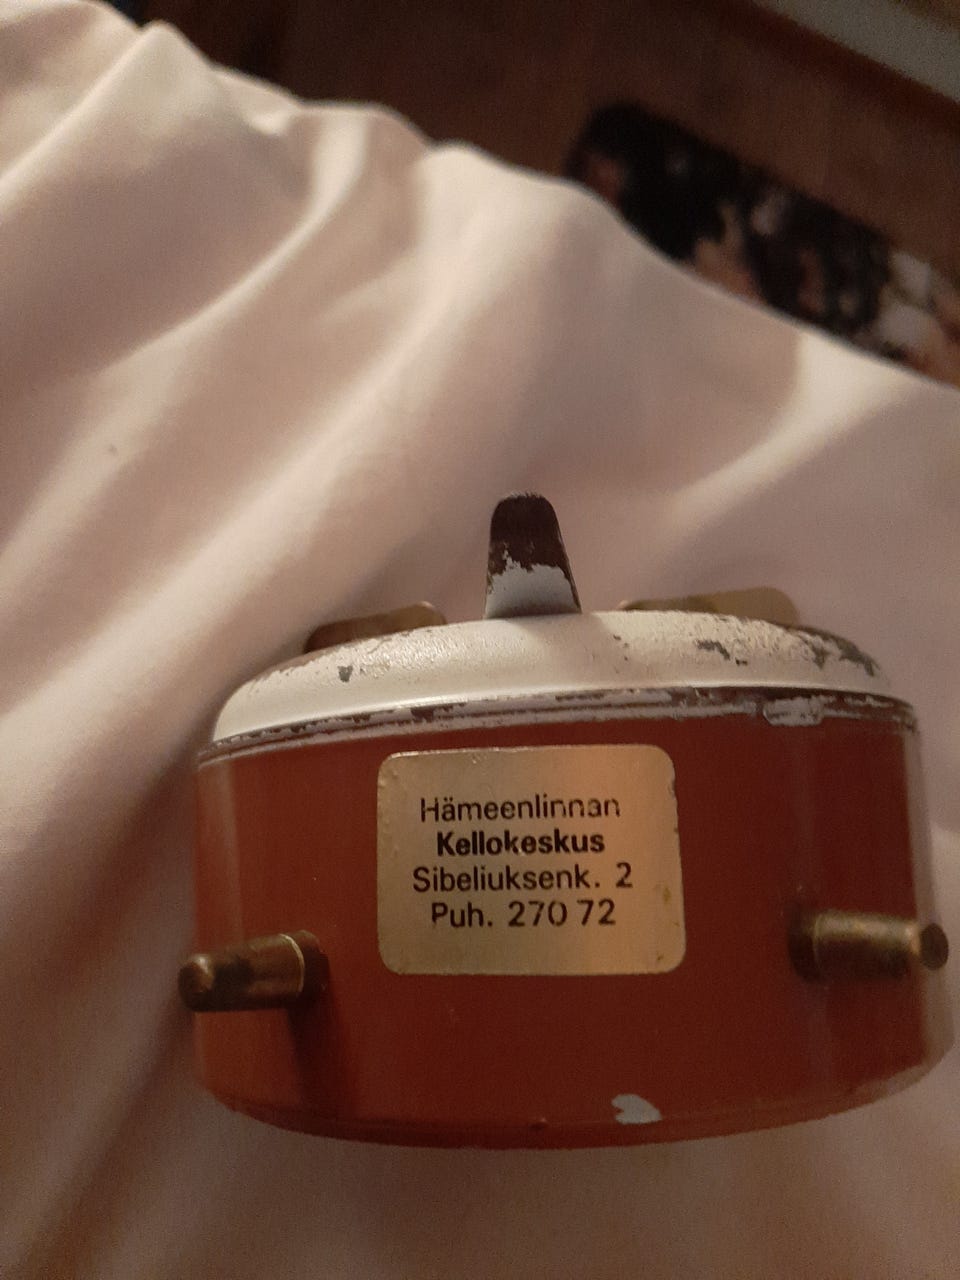 Hämeenlinnan
Kellokeskus
Sibeliuksenk. 2
Puh. 270 72